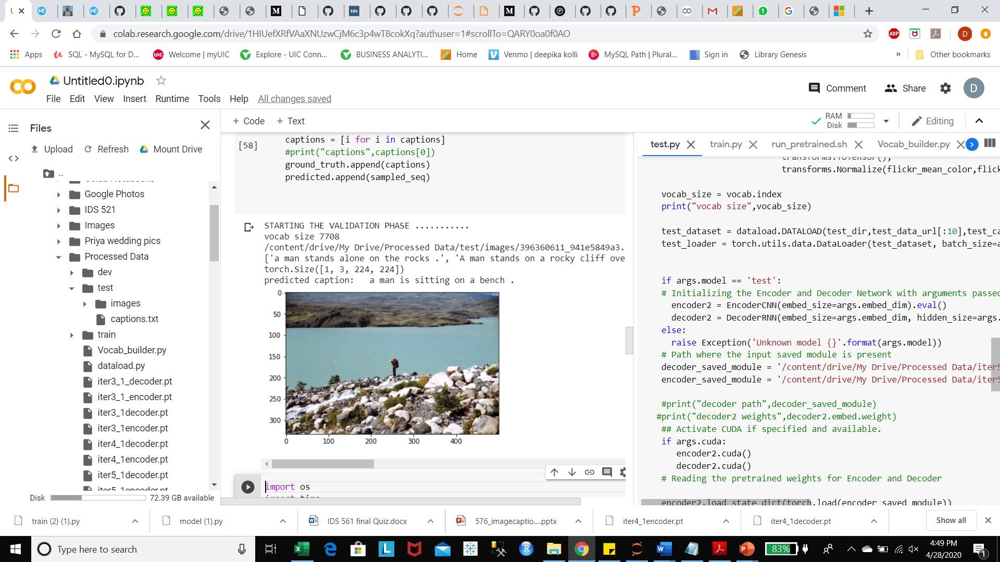 colab.research.google.com/drive/1HIUefXRfVAaXNUzwCjM6c3p4wT8cokXq?authuser=1#scrollTo=QARY0oa0f0AO
Apps SQL - MySQL for D... Welcome | myUIC Explore - UIC Conn... BUSINESS ANALYTI... Home Venmo | deepika kolli MySQL Path | Plural... Sign in Library Genesis » Other bookmarks
Untitled0.ipynb
File Edit View Insert Runtime Tools Help All changes saved
Comment Share D
Files
Upload Refresh Mount Drive
..
Google Photos
IDS 521
Images
Priya wedding pics
Processed Data
dev
test
images
captions.txt
train
Vocab_builder.py
dataload.py
iter3_1_decoder.pt
iter3_1_encoder.pt
iter3_1decoder.pt
iter3_1encoder.pt
iter4_1decoder.pt
iter4_1encoder.pt
iter5_1decoder.pt
iter5_1encoder.pt
Disk 72.39 GB available
+ Code + Text
RAM
Disk
Editing
[58]
captions = [i for i in captions]
#print("captions",captions[0])
ground_truth.append(captions)
predicted.append(sampled_seq)
STARTING THE VALIDATION PHASE ...........
vocab size 7708
/content/drive/My Drive/Processed Data/test/images/396360611_941e5849a3.
['a man stands alone on the rocks .', 'A man stands on a rocky cliff ove
torch.Size([1, 3, 224, 224])
predicted caption: a man is sitting on a bench .
0
50
100
150
200
250
300
0 100 200 300 400
import os
import time
test.py train.py run_pretrained.sh Vocab_builder.py
transforms.ToTensor(),
transforms.Normalize(flickr_mean_color,flick
vocab_size = vocab.index
print("vocab size",vocab_size)
test_dataset = dataload.DATALOAD(test_dir,test_data_url[:10],test_ca
test_loader = torch.utils.data.DataLoader(test_dataset, batch_size=a
if args.model == 'test':
# Initializing the Encoder and Decoder Network with arguments passed
encoder2 = EncoderCNN(embed_size=args.embed_dim).eval()
decoder2 = DecoderRNN(embed_size=args.embed_dim, hidden_size=args.
else:
raise Exception('Unknown model {}'.format(args.model))
# Path where the input saved module is present
decoder_saved_module = '/content/drive/My Drive/Processed Data/iter5
encoder_saved_module = '/content/drive/My Drive/Processed Data/iter5
#print("decoder path",decoder_saved_module)
#print("decoder2 weights",decoder2.embed.weight)
## Activate CUDA if specified and available.
if args.cuda:
encoder2.cuda()
decoder2.cuda()
# Reading the pretrained weights for Encoder and Decoder
encoder2.load_state_dict(torch.load(encoder_saved_module))
train (2) (1).py model (1).py IDS 561 final Quiz.docx 576_imagecaptio....pptx iter4_1encoder.pt iter4_1decoder.pt Show all
Type here to search
83%
4:49 PM
4/28/2020
1